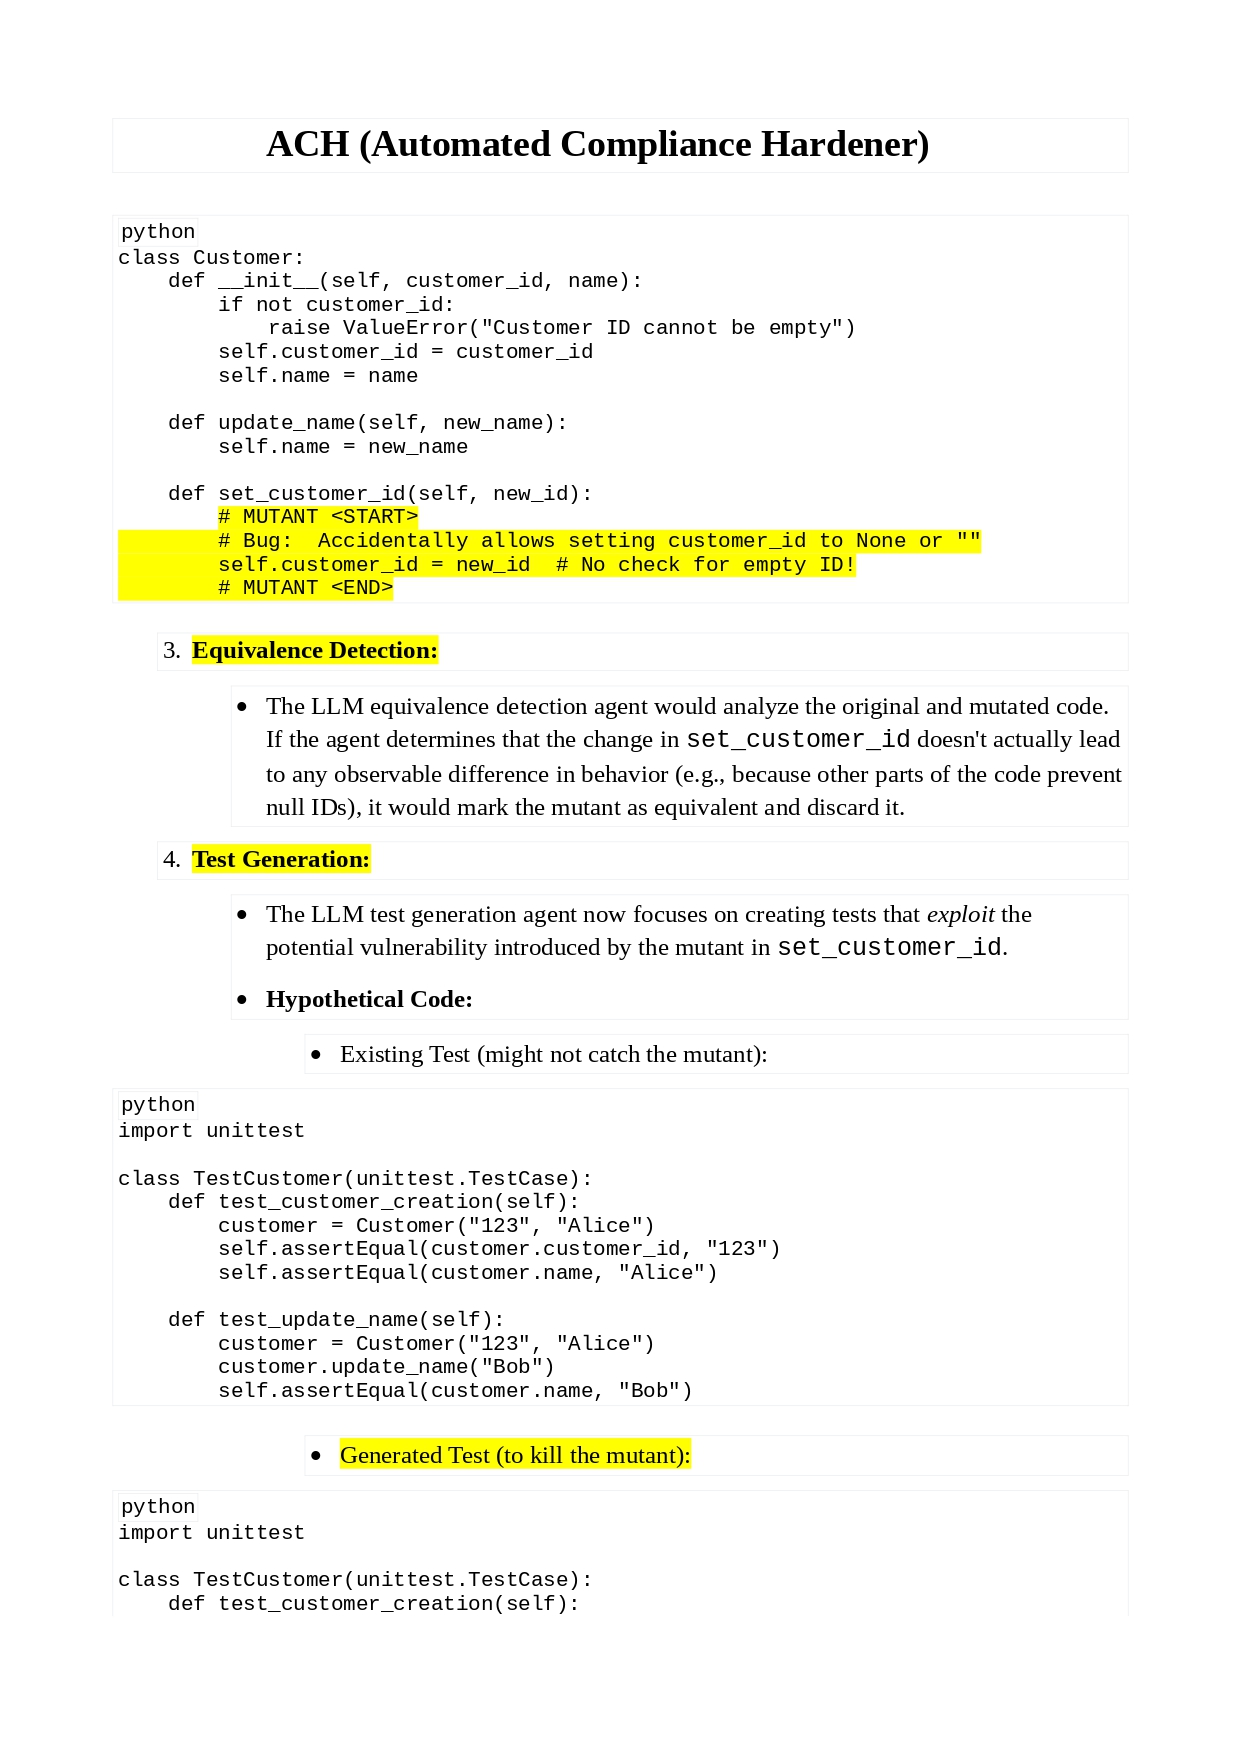 ACH (Automated Compliance Hardener)
python
class Customer:
    def __init__(self, customer_id, name):
        if not customer_id:
            raise ValueError("Customer ID cannot be empty")
        self.customer_id = customer_id
        self.name = name

    def update_name(self, new_name):
        self.name = new_name

    def set_customer_id(self, new_id):
        # MUTANT <START>
        # Bug:  Accidentally allows setting customer_id to None or ""
        self.customer_id = new_id  # No check for empty ID!
        # MUTANT <END>
3. Equivalence Detection:
• The LLM equivalence detection agent would analyze the original and mutated code.
If the agent determines that the change in set_customer_id doesn't actually lead
to any observable difference in behavior (e.g., because other parts of the code prevent
null IDs), it would mark the mutant as equivalent and discard it.
4. Test Generation:
• The LLM test generation agent now focuses on creating tests that exploit the
potential vulnerability introduced by the mutant in set_customer_id.
• Hypothetical Code:
• Existing Test (might not catch the mutant):
python
import unittest

class TestCustomer(unittest.TestCase):
    def test_customer_creation(self):
        customer = Customer("123", "Alice")
        self.assertEqual(customer.customer_id, "123")
        self.assertEqual(customer.name, "Alice")

    def test_update_name(self):
        customer = Customer("123", "Alice")
        customer.update_name("Bob")
        self.assertEqual(customer.name, "Bob")
• Generated Test (to kill the mutant):
python
import unittest

class TestCustomer(unittest.TestCase):
    def test_customer_creation(self):